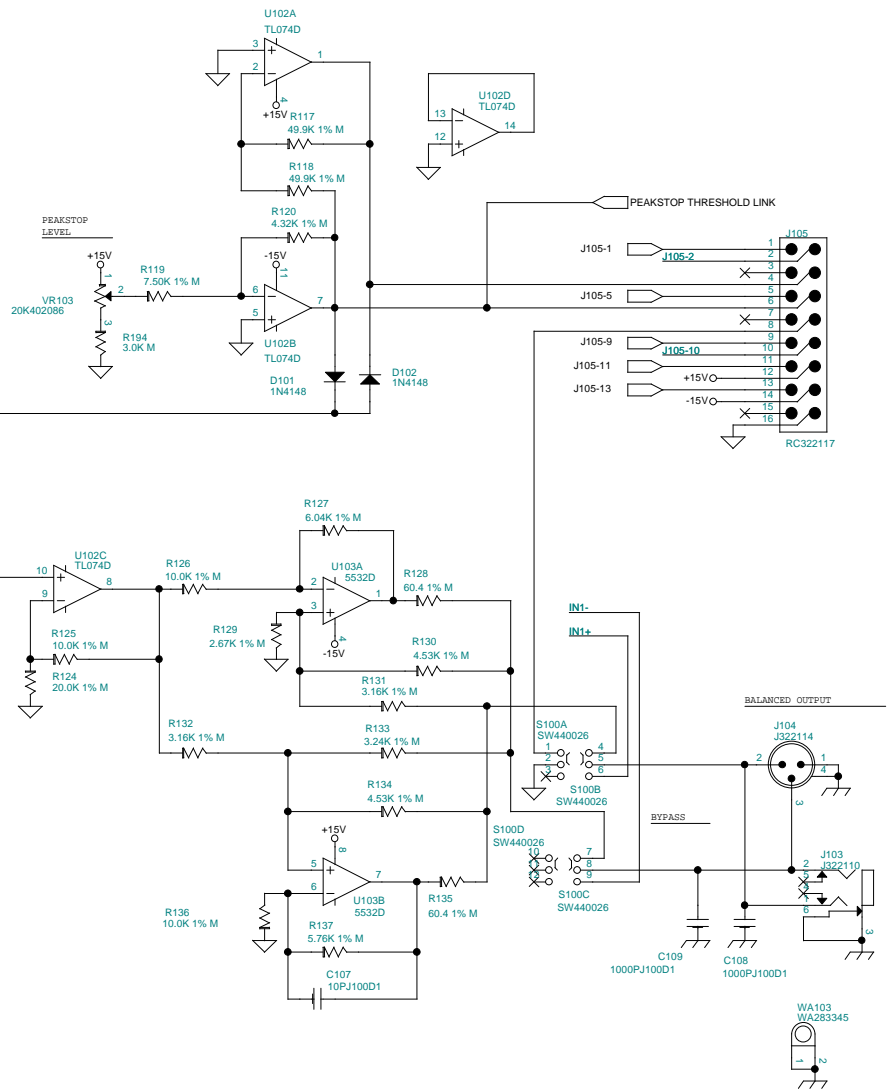 U102A
TL074D
3
1
2
4
+15V
R117
49.9K 1% M
U102D
TL074D
13
14
12
R118
49.9K 1% M
R120
4.32K 1% M
PEAKSTOP
LEVEL
+15V
1
2
3
VR103
20K402086
R119
7.50K 1% M
R194
3.0K M
-15V
11
6
7
5
U102B
TL074D
D101
1N4148
D102
1N4148
PEAKSTOP THRESHOLD LINK
J105
J105-1
J105-2
J105-5
J105-9
J105-10
J105-11
+15V
J105-13
-15V
1
2
3
4
5
6
7
8
9
10
11
12
13
14
15
16
RC322117
R127
6.04K 1% M
U102C
TL074D
10
8
9
R126
10.0K 1% M
U103A
5532D
2
1
3
4
-15V
R128
60.4 1% M
R125
10.0K 1% M
R124
20.0K 1% M
R129
2.67K 1% M
R130
4.53K 1% M
R131
3.16K 1% M
IN1-
IN1+
R132
3.16K 1% M
R133
3.24K 1% M
R134
4.53K 1% M
S100A
SW440026
1
2
3
4
5
6
S100B
SW440026
BALANCED OUTPUT
J104
J322114
2
1
4
3
BYPASS
S100D
SW440026
10
11
12
7
8
9
S100C
SW440026
J103
J322110
2
5
4
1
6
3
+15V
8
5
7
6
U103B
5532D
R135
60.4 1% M
R136
10.0K 1% M
R137
5.76K 1% M
C107
10PJ100D1
C109
1000PJ100D1
C108
1000PJ100D1
WA103
WA283345
1
2